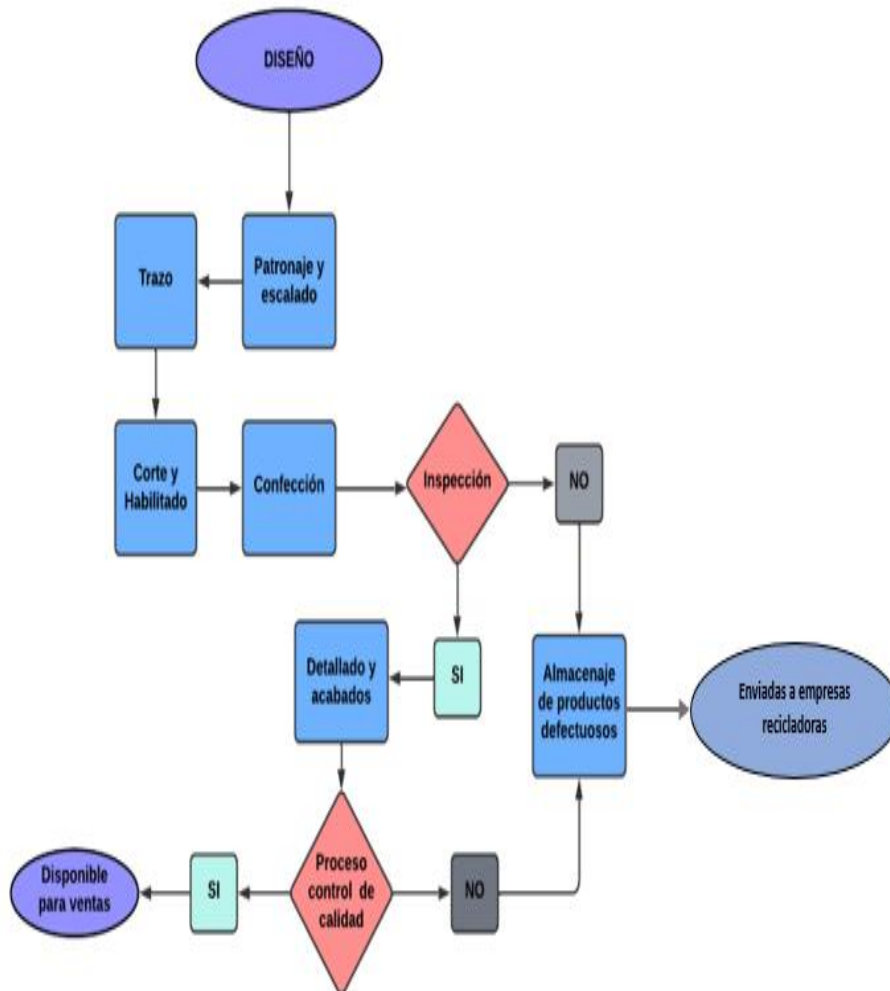 DISEÑO
Patronaje y
escalado
Trazo
Corte y
Habilitado
Confección
Inspección
NO
SI
Detallado y
acabados
Almacenaje
de productos
defectuosos
Enviadas a empresas
recicladoras
Proceso
control de
calidad
SI
NO
Disponible
para ventas